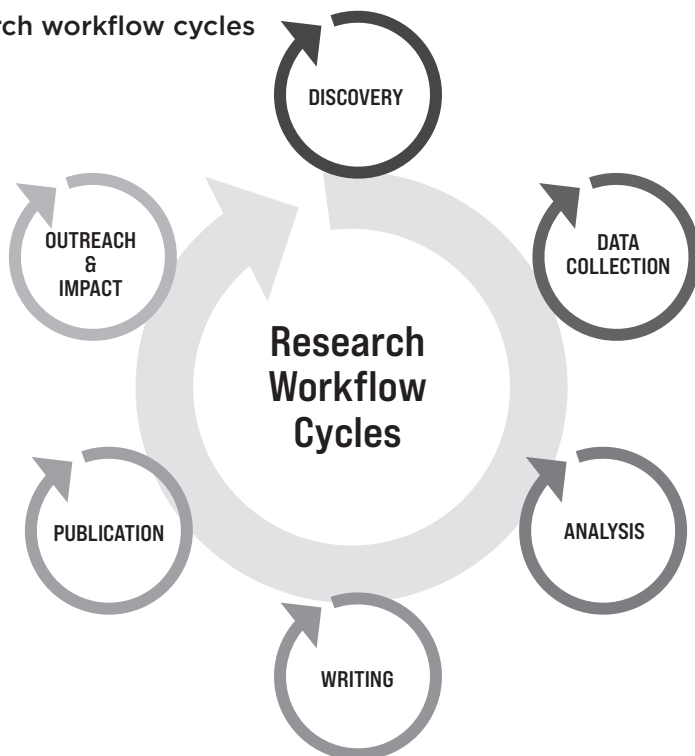 rch workflow cycles
DISCOVERY
OUTREACH
&
IMPACT
DATA
COLLECTION
Research
Workflow
Cycles
PUBLICATION
ANALYSIS
WRITING